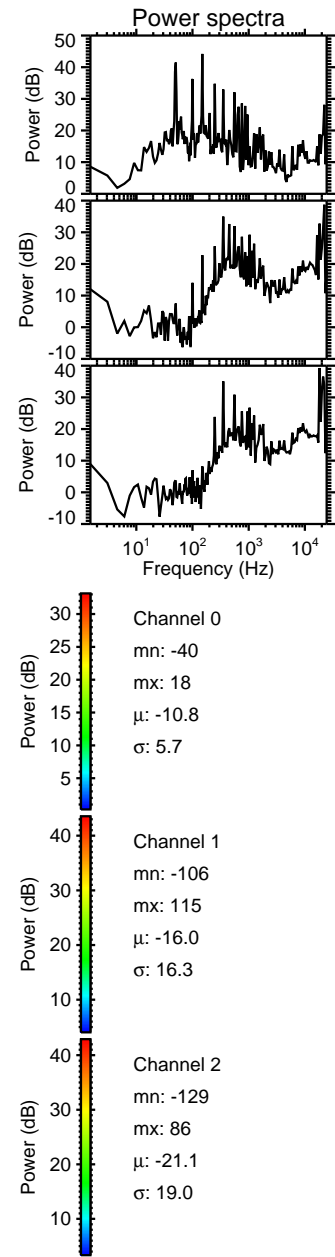 Power spectra
50
40
30
20
10
0
Power (dB)
40
30
20
10
0
-10
Power (dB)
40
30
20
10
0
-10
Power (dB)
10¹ 10² 10³ 10⁴
Frequency (Hz)
30
25
20
15
10
5
Power (dB)
Channel 0
mn: -40
mx: 18
μ: -10.8
σ: 5.7
40
30
20
10
Power (dB)
Channel 1
mn: -106
mx: 115
μ: -16.0
σ: 16.3
40
30
20
10
Power (dB)
Channel 2
mn: -129
mx: 86
μ: -21.1
σ: 19.0